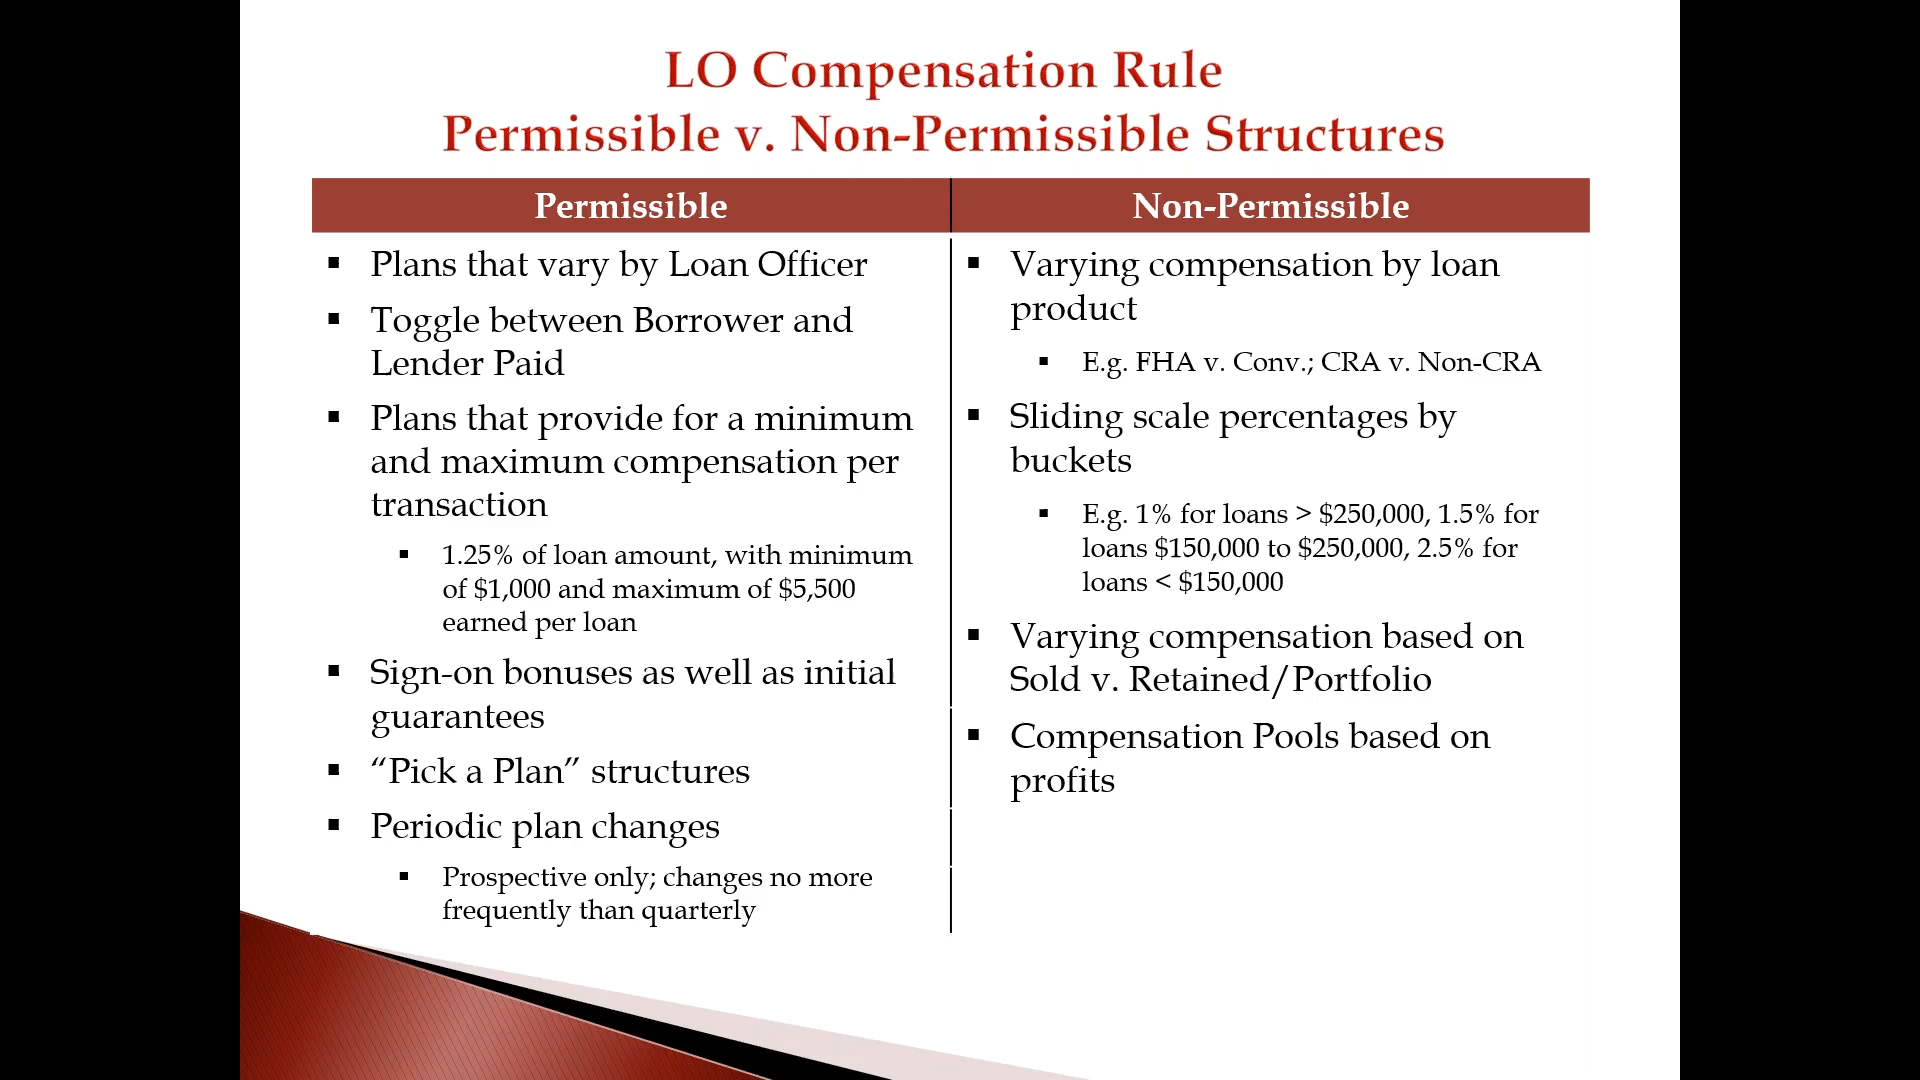 LO Compensation Rule
Permissible v. Non-Permissible Structures
Permissible
▪ Plans that vary by Loan Officer
▪ Toggle between Borrower and
Lender Paid
▪ Plans that provide for a minimum
and maximum compensation per
transaction
▪ 1.25% of loan amount, with minimum
of $1,000 and maximum of $5,500
earned per loan
▪ Sign-on bonuses as well as initial
guarantees
▪ “Pick a Plan” structures
▪ Periodic plan changes
▪ Prospective only; changes no more
frequently than quarterly
Non-Permissible
▪ Varying compensation by loan
product
▪ E.g. FHA v. Conv.; CRA v. Non-CRA
▪ Sliding scale percentages by
buckets
▪ E.g. 1% for loans > $250,000, 1.5% for
loans $150,000 to $250,000, 2.5% for
loans < $150,000
▪ Varying compensation based on
Sold v. Retained/Portfolio
▪ Compensation Pools based on
profits